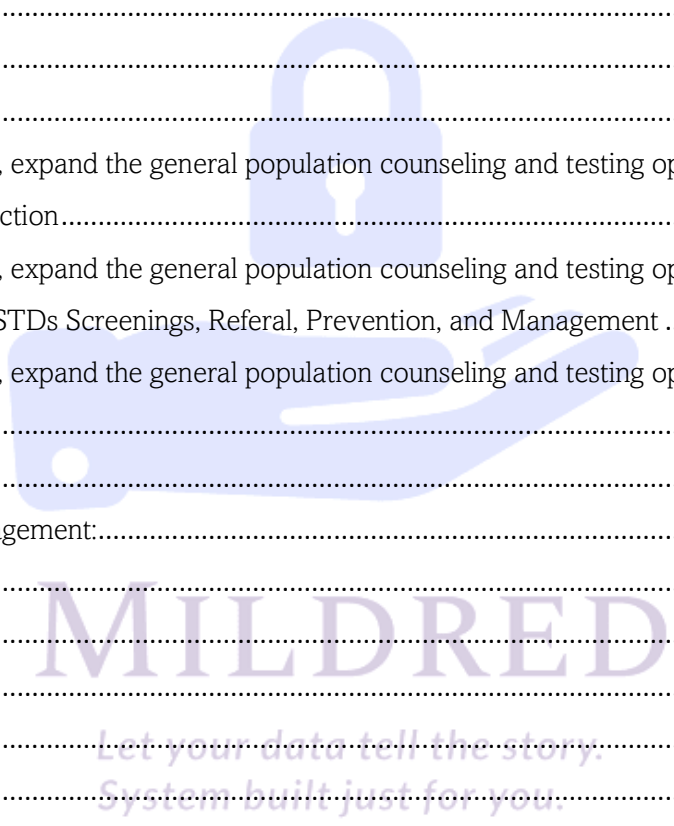 ................................................................................
................................................................................
................................................................................
, expand the general population counseling and testing op
ction................................................................................
, expand the general population counseling and testing op
STDs Screenings, Referal, Prevention, and Management .
, expand the general population counseling and testing op
................................................................................
................................................................................
gement:................................................................................
................................................................................
MILDRED
................................................................................
................................................................................
................................................................................
Let your data tell the story.
................................................................................
System built just for you.